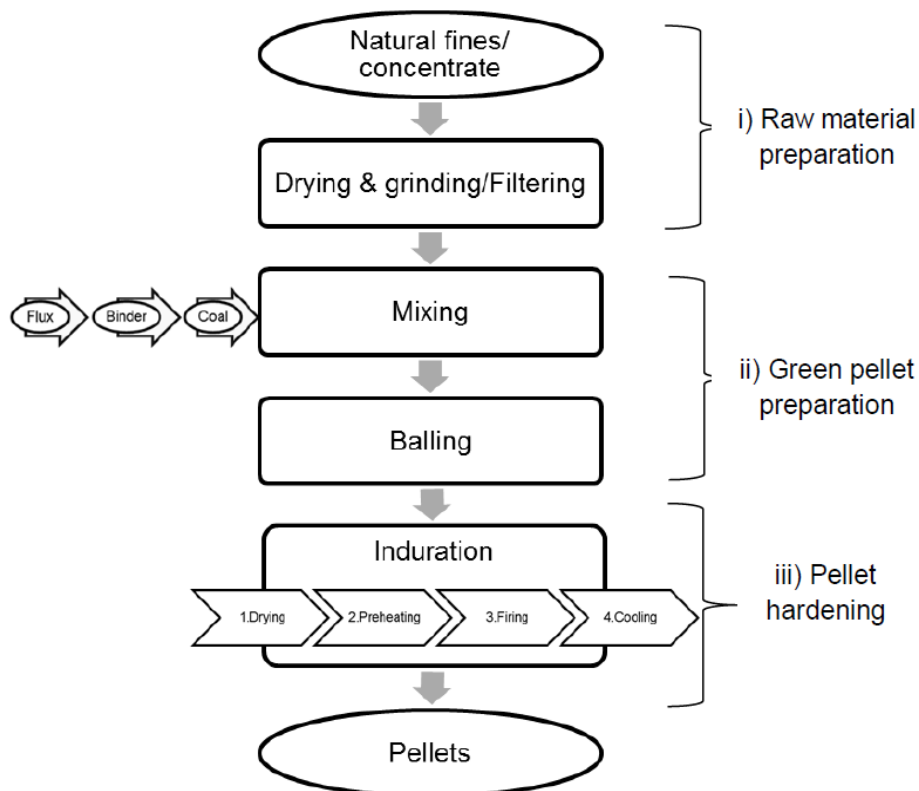 Natural fines/
concentrate
i) Raw material
preparation
Drying & grinding/Filtering
Flux
Binder
Coal
Mixing
ii) Green pellet
preparation
Balling
Induration
1.Drying
2.Preheating
3.Firing
4.Cooling
iii) Pellet
hardening
Pellets